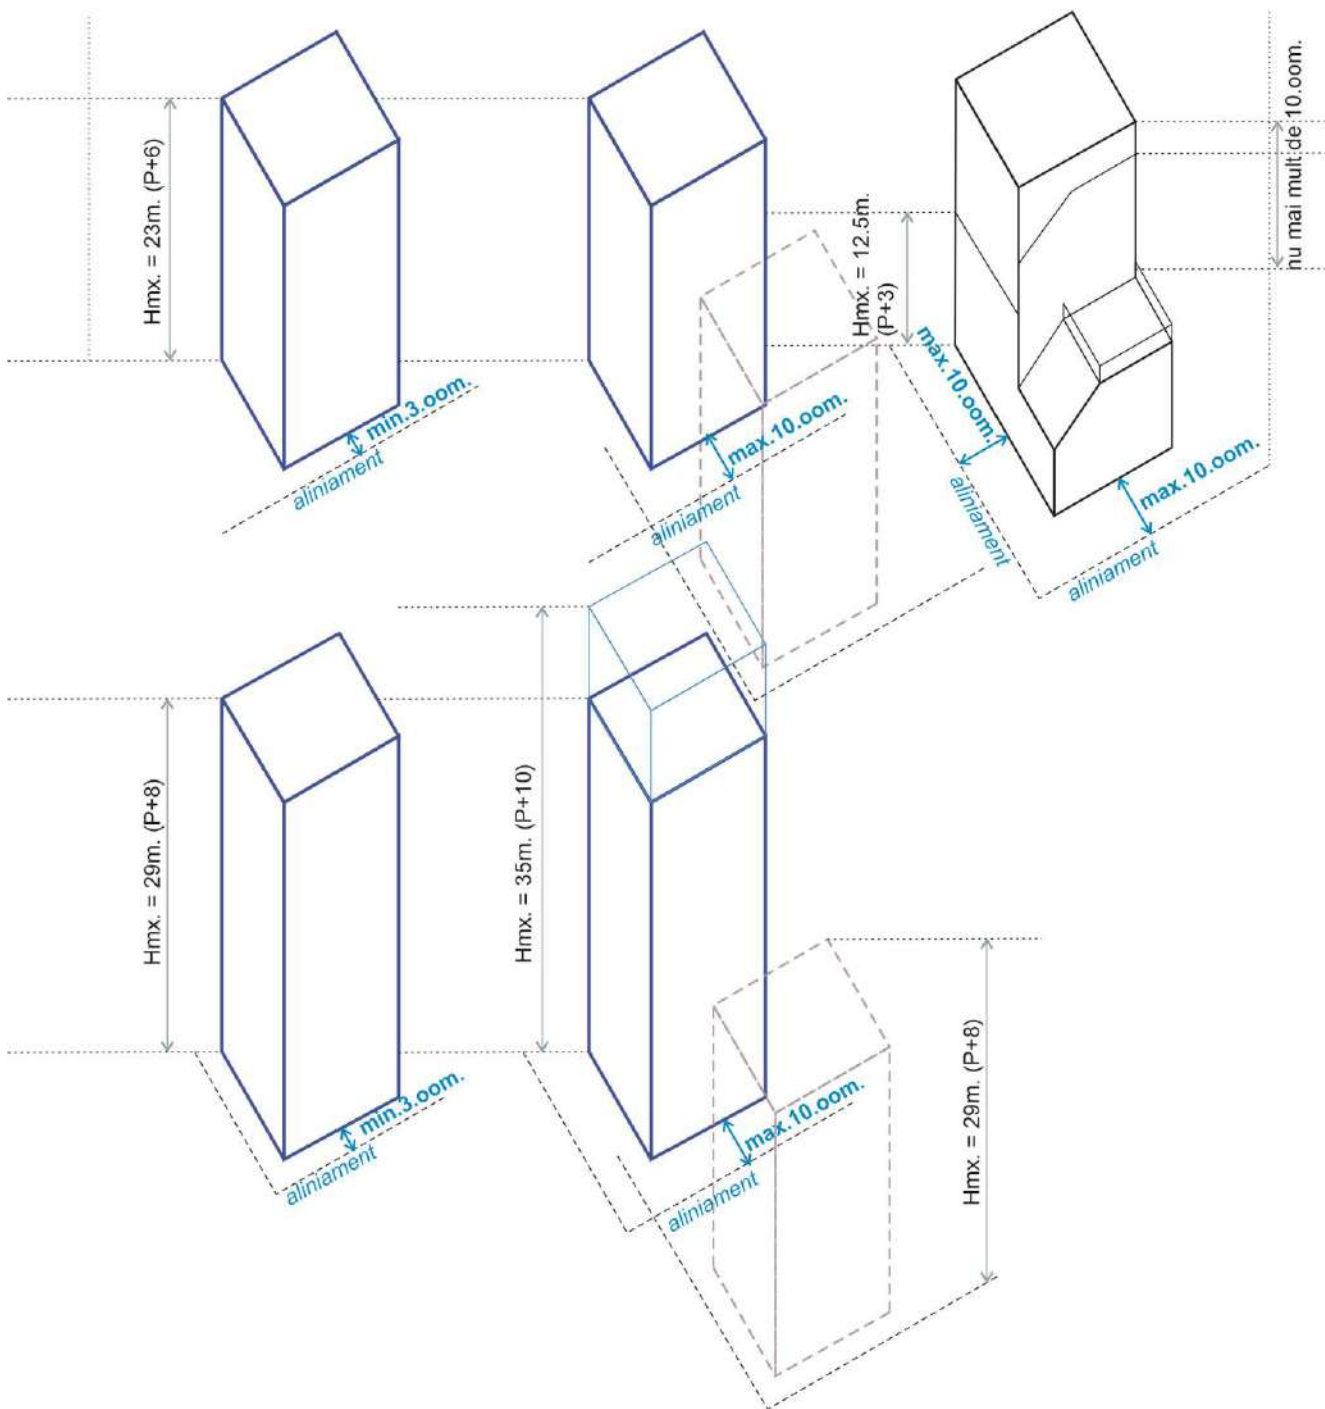 Hmx. = 23m. (P+6)
min.3.oom.
aliniament
max.10.oom.
aliniament
Hmx. = 12.5m.
(P+3)
max.10.oom.
aliniament
max.10.oom.
aliniament
nu mai mult de 10.oom.
Hmx. = 29m. (P+8)
min.3.oom.
aliniament
Hmx. = 35m. (P+10)
max.10.oom.
aliniament
Hmx. = 29m. (P+8)